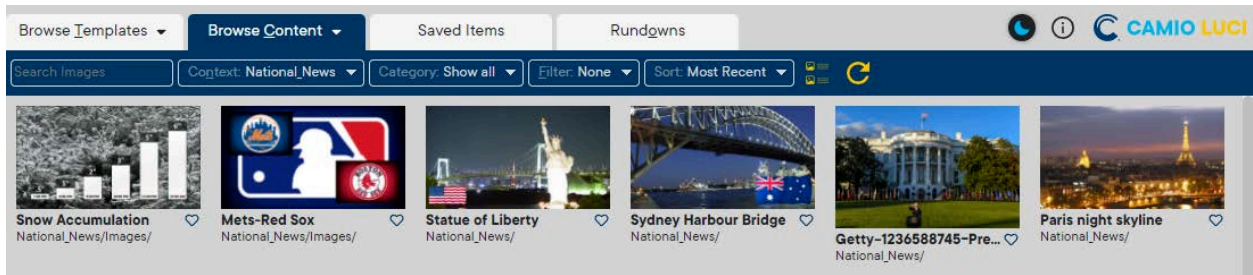 Browse Templates
Browse Content
Saved Items
Rundowns
CAMIO LUCI
Search Images
Context: National_News
Category: Show all
Filter: None
Sort: Most Recent
Mets
BOSTON
Snow Accumulation
National_News/Images/
Mets-Red Sox
National_News/Images/
Statue of Liberty
National_News/
Sydney Harbour Bridge
National_News/
Getty-1236588745-Pre...
National_News/
Paris night skyline
National_News/